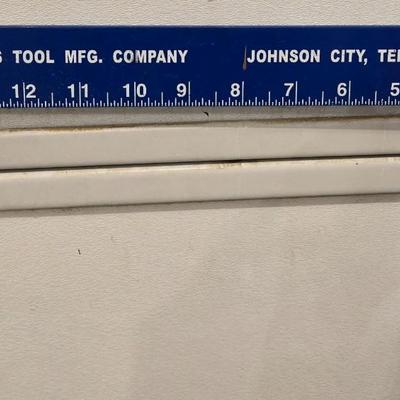 TOOL MFG. COMPANY JOHNSON CITY,
12 11 10 9 8 7 6 5